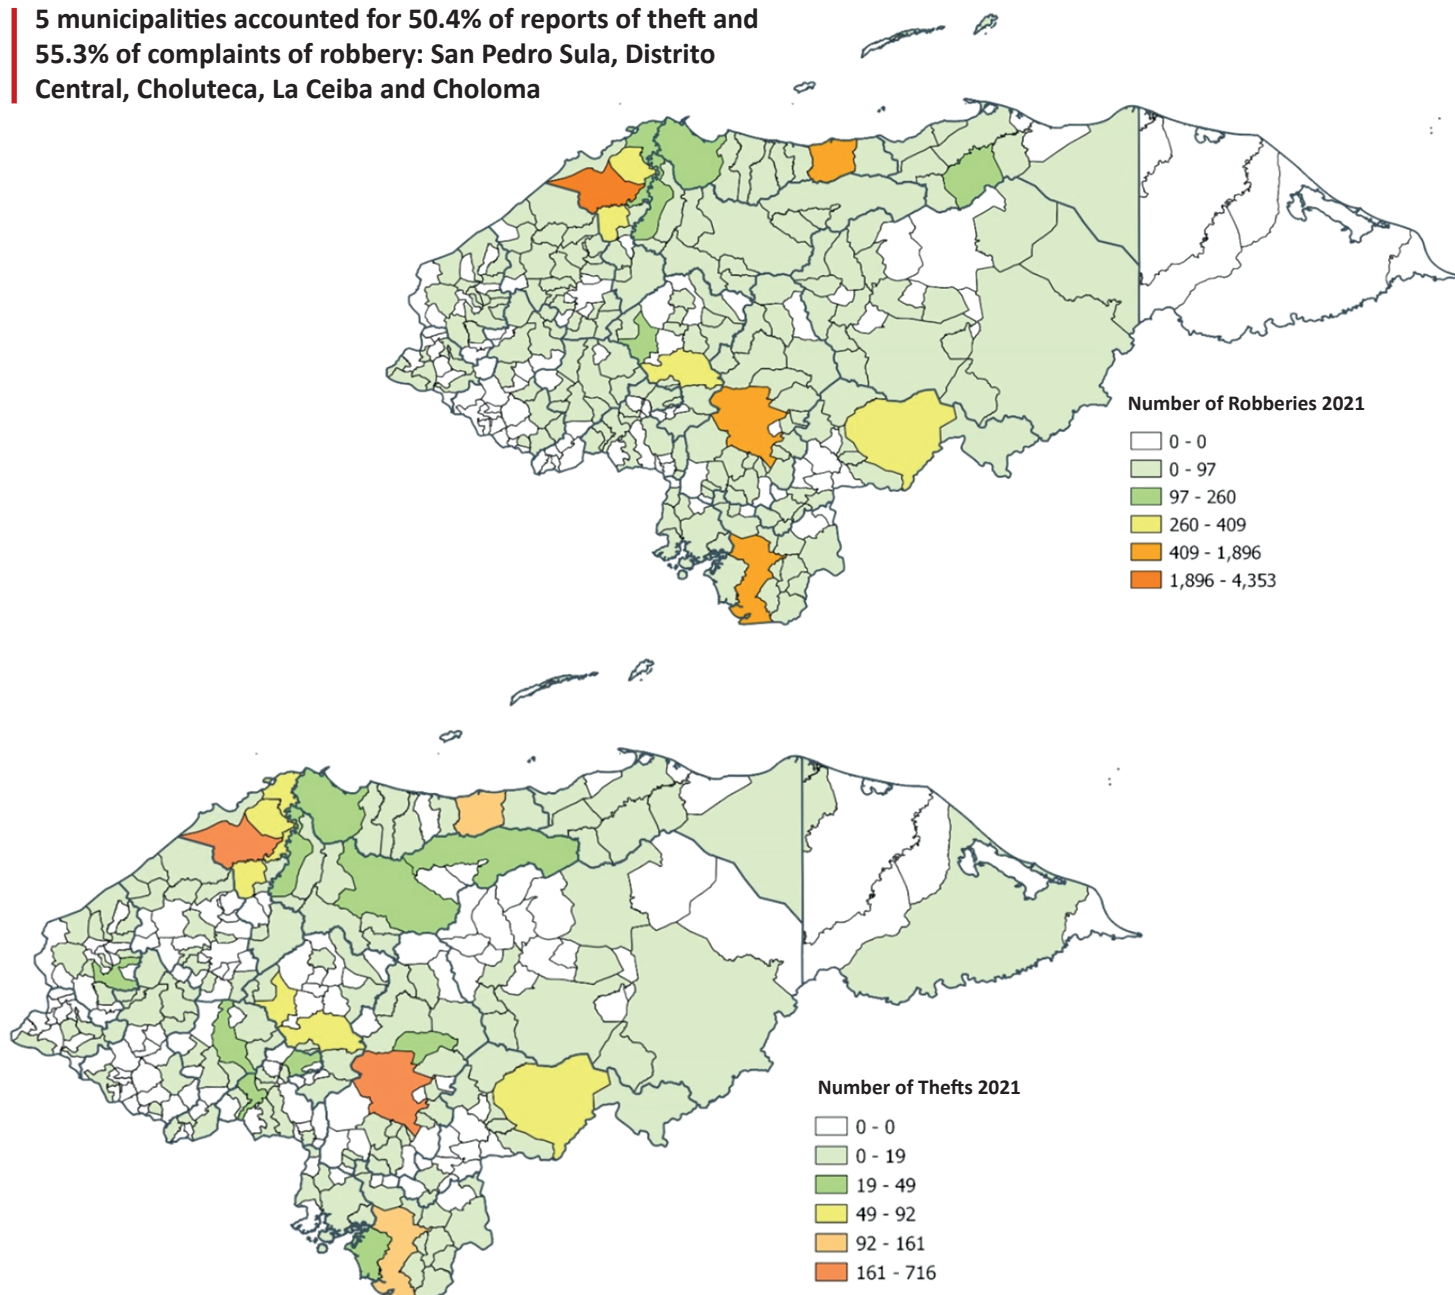 5 municipalities accounted for 50.4% of reports of theft and
55.3% of complaints of robbery: San Pedro Sula, Distrito
Central, Choluteca, La Ceiba and Choloma
Number of Robberies 2021
0 - 0
0 - 97
97 - 260
260 - 409
409 - 1,896
1,896 - 4,353
Number of Thefts 2021
0 - 0
0 - 19
19 - 49
49 - 92
92 - 161
161 - 716